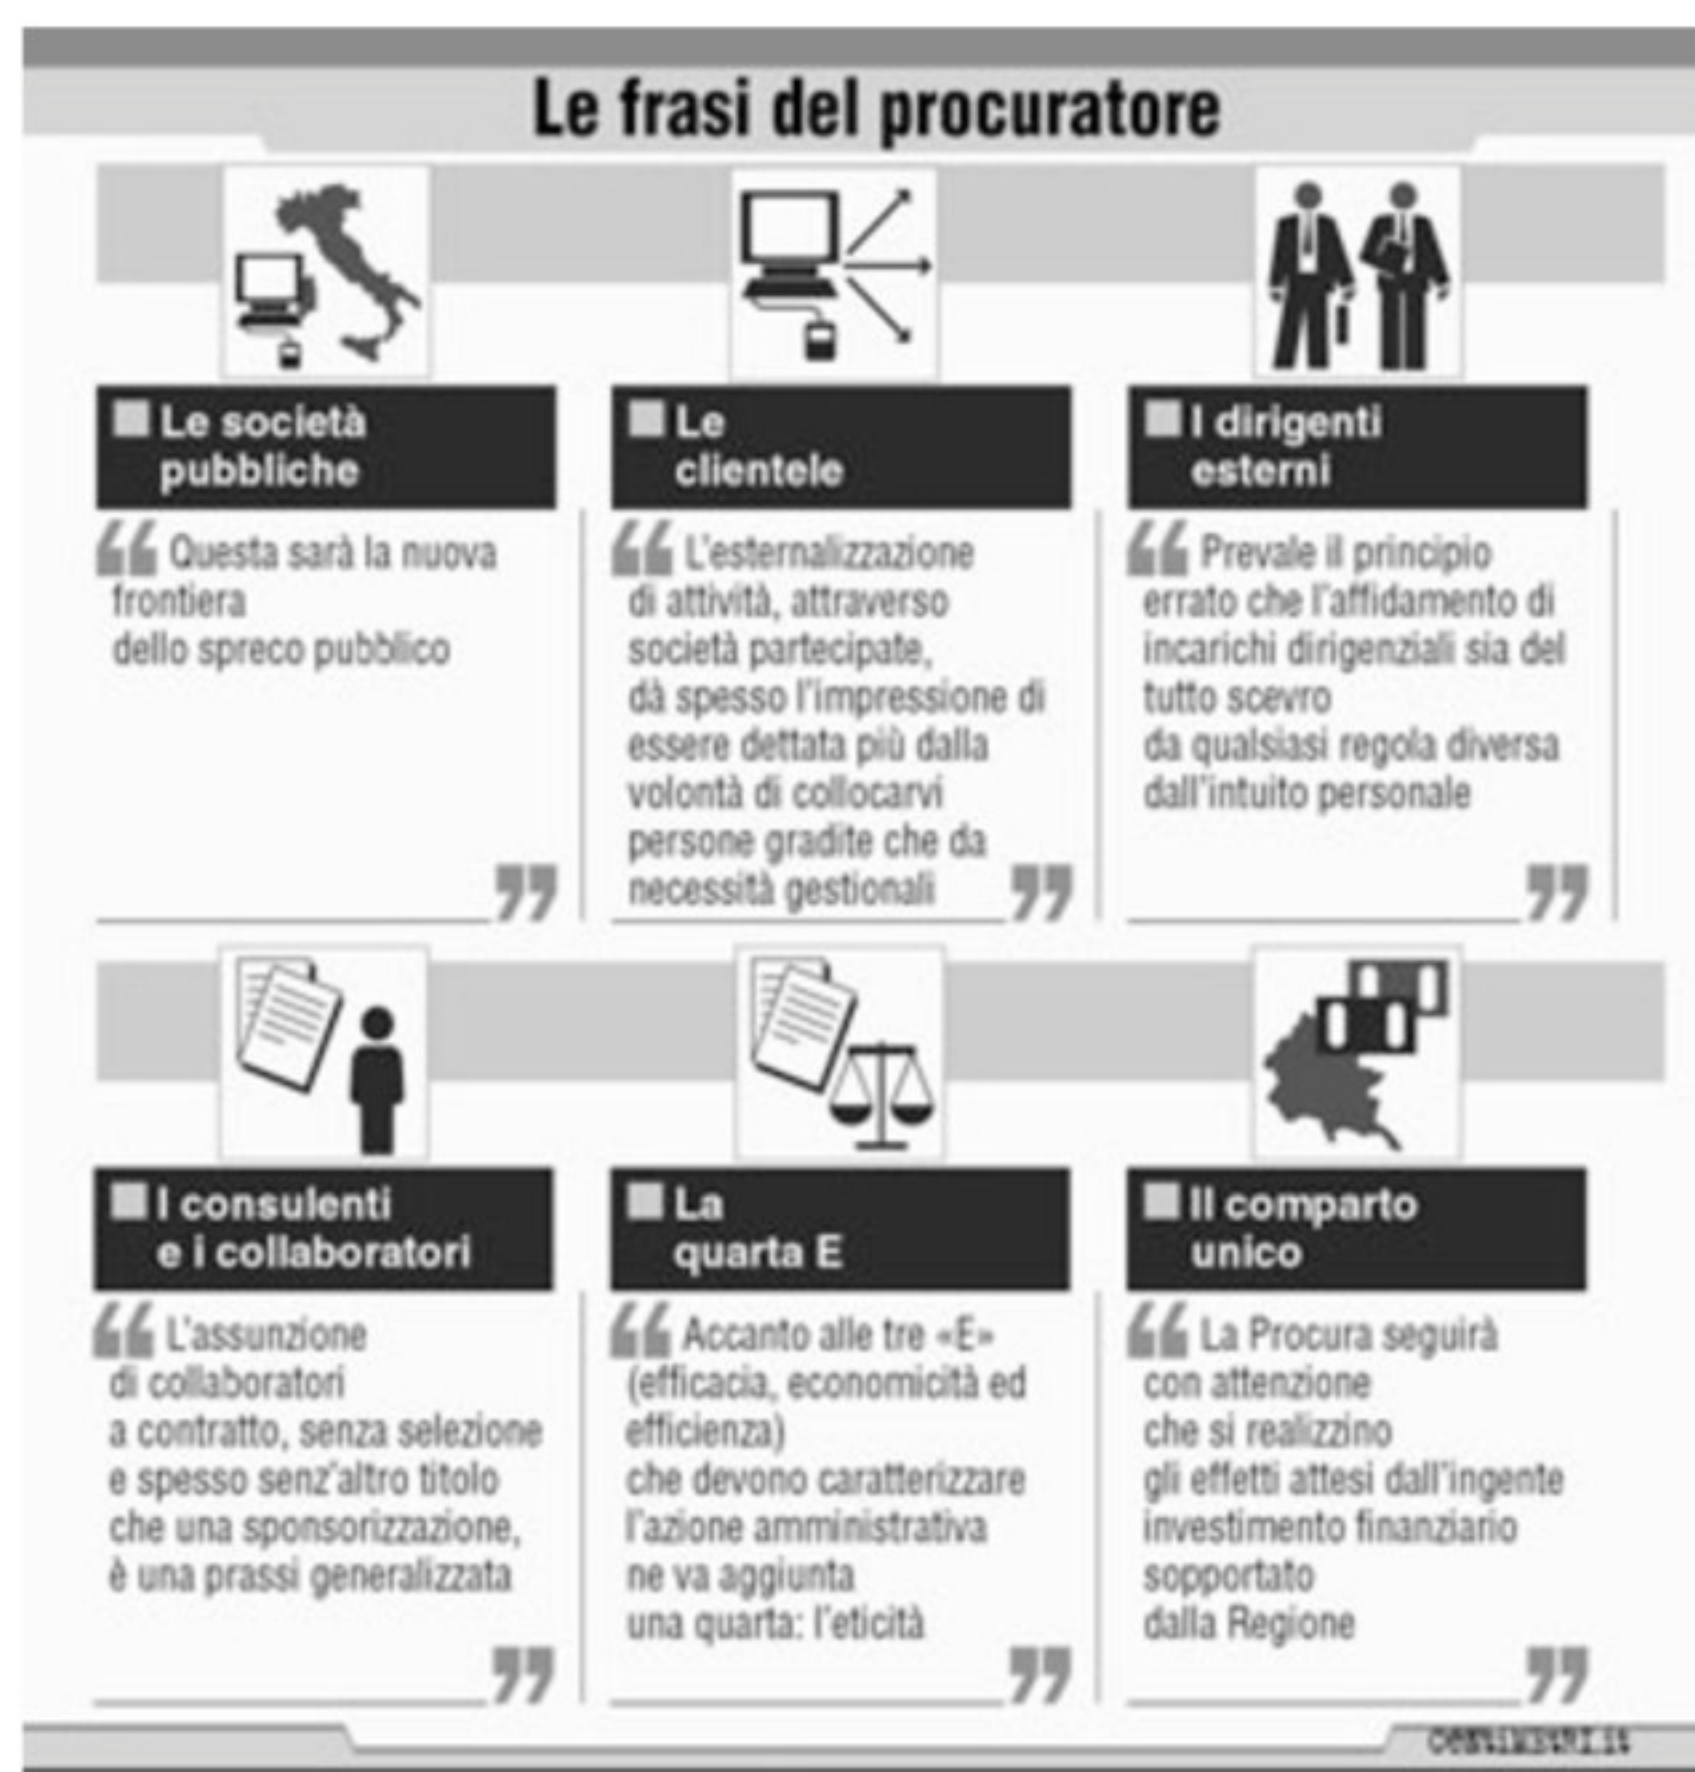 Le frasi del procuratore
Le società
pubbliche
Questa sarà la nuova
frontiera
dello spreco pubblico
Le
clientele
L'esternalizzazione
di attività, attraverso
società partecipate,
dà spesso l'impressione di
essere dettata più dalla
volontà di collocarvi
persone gradite che da
necessità gestionali
I dirigenti
esterni
Prevale il principio
errato che l'affidamento di
incarichi dirigenziali sia del
tutto scevro
da qualsiasi regola diversa
dall'intuito personale
I consulenti
e i collaboratori
L'assunzione
di collaboratori
a contratto, senza selezione
e spesso senz'altro titolo
che una sponsorizzazione,
è una prassi generalizzata
La
quarta E
Accanto alle tre «E»
(efficacia, economicità ed
efficienza)
che devono caratterizzare
l'azione amministrativa
ne va aggiunta
una quarta: l'eticità
Il comparto
unico
La Procura seguirà
con attenzione
che si realizzino
gli effetti attesi dall'ingente
investimento finanziario
sopportato
dalla Regione
CENTIMETRI.it